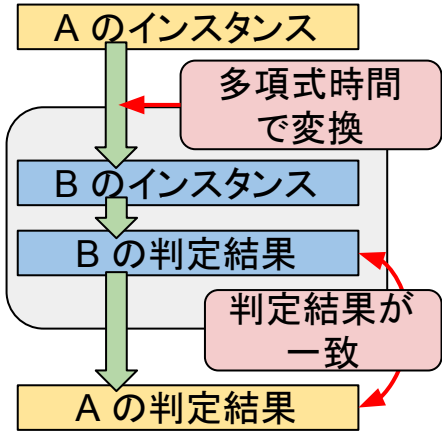 A のインスタンス
多項式時間
で変換
B のインスタンス
B の判定結果
判定結果が
一致
A の判定結果